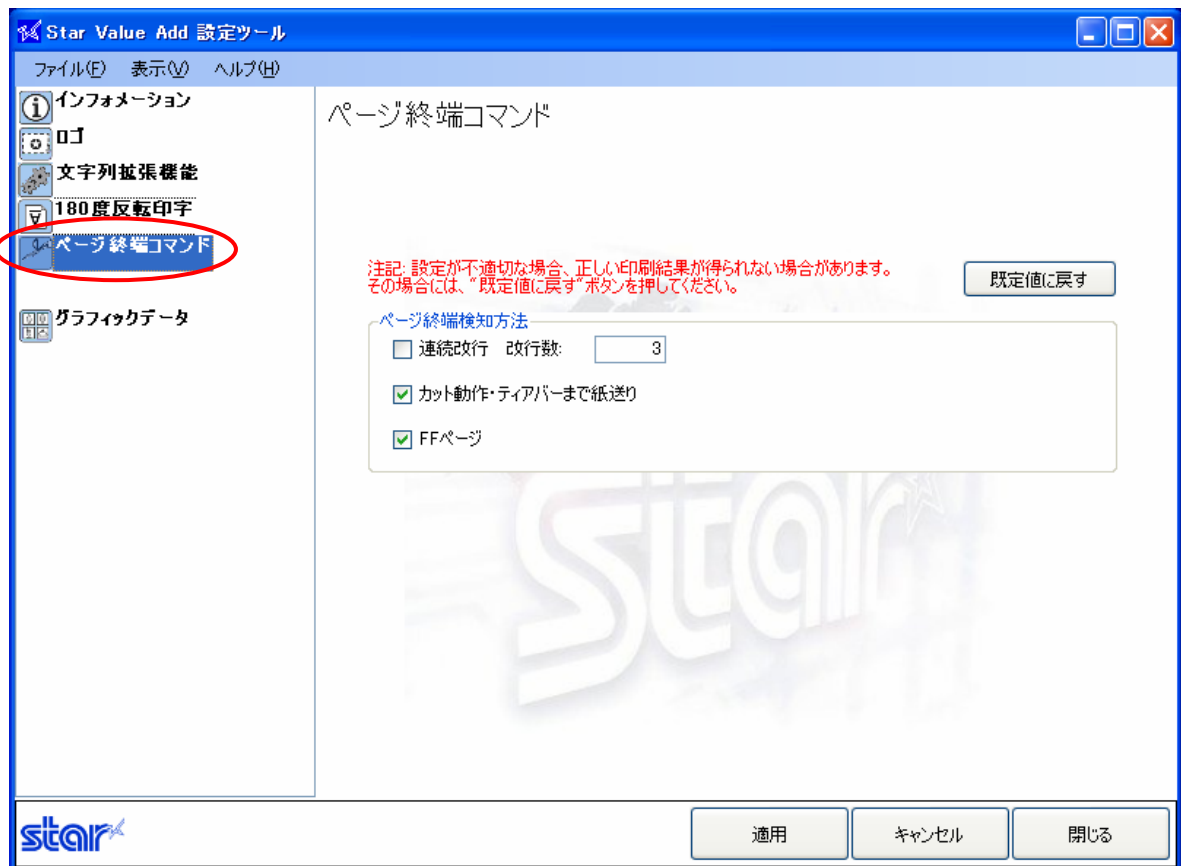 Star Value Add 設定ツール
ファイル(F) 表示(V) ヘルプ(H)
インフォメーション
ロゴ
文字列拡張機能
180度反転印字
ページ終端コマンド
グラフィックデータ
ページ終端コマンド
注記: 設定が不適切な場合、正しい印刷結果が得られない場合があります。
その場合には、"既定値に戻す"ボタンを押してください。
既定値に戻す
ページ終端検知方法
連続改行 改行数: 3
カット動作・ティアバーまで紙送り
FFページ
star
star
適用 キャンセル 閉じる